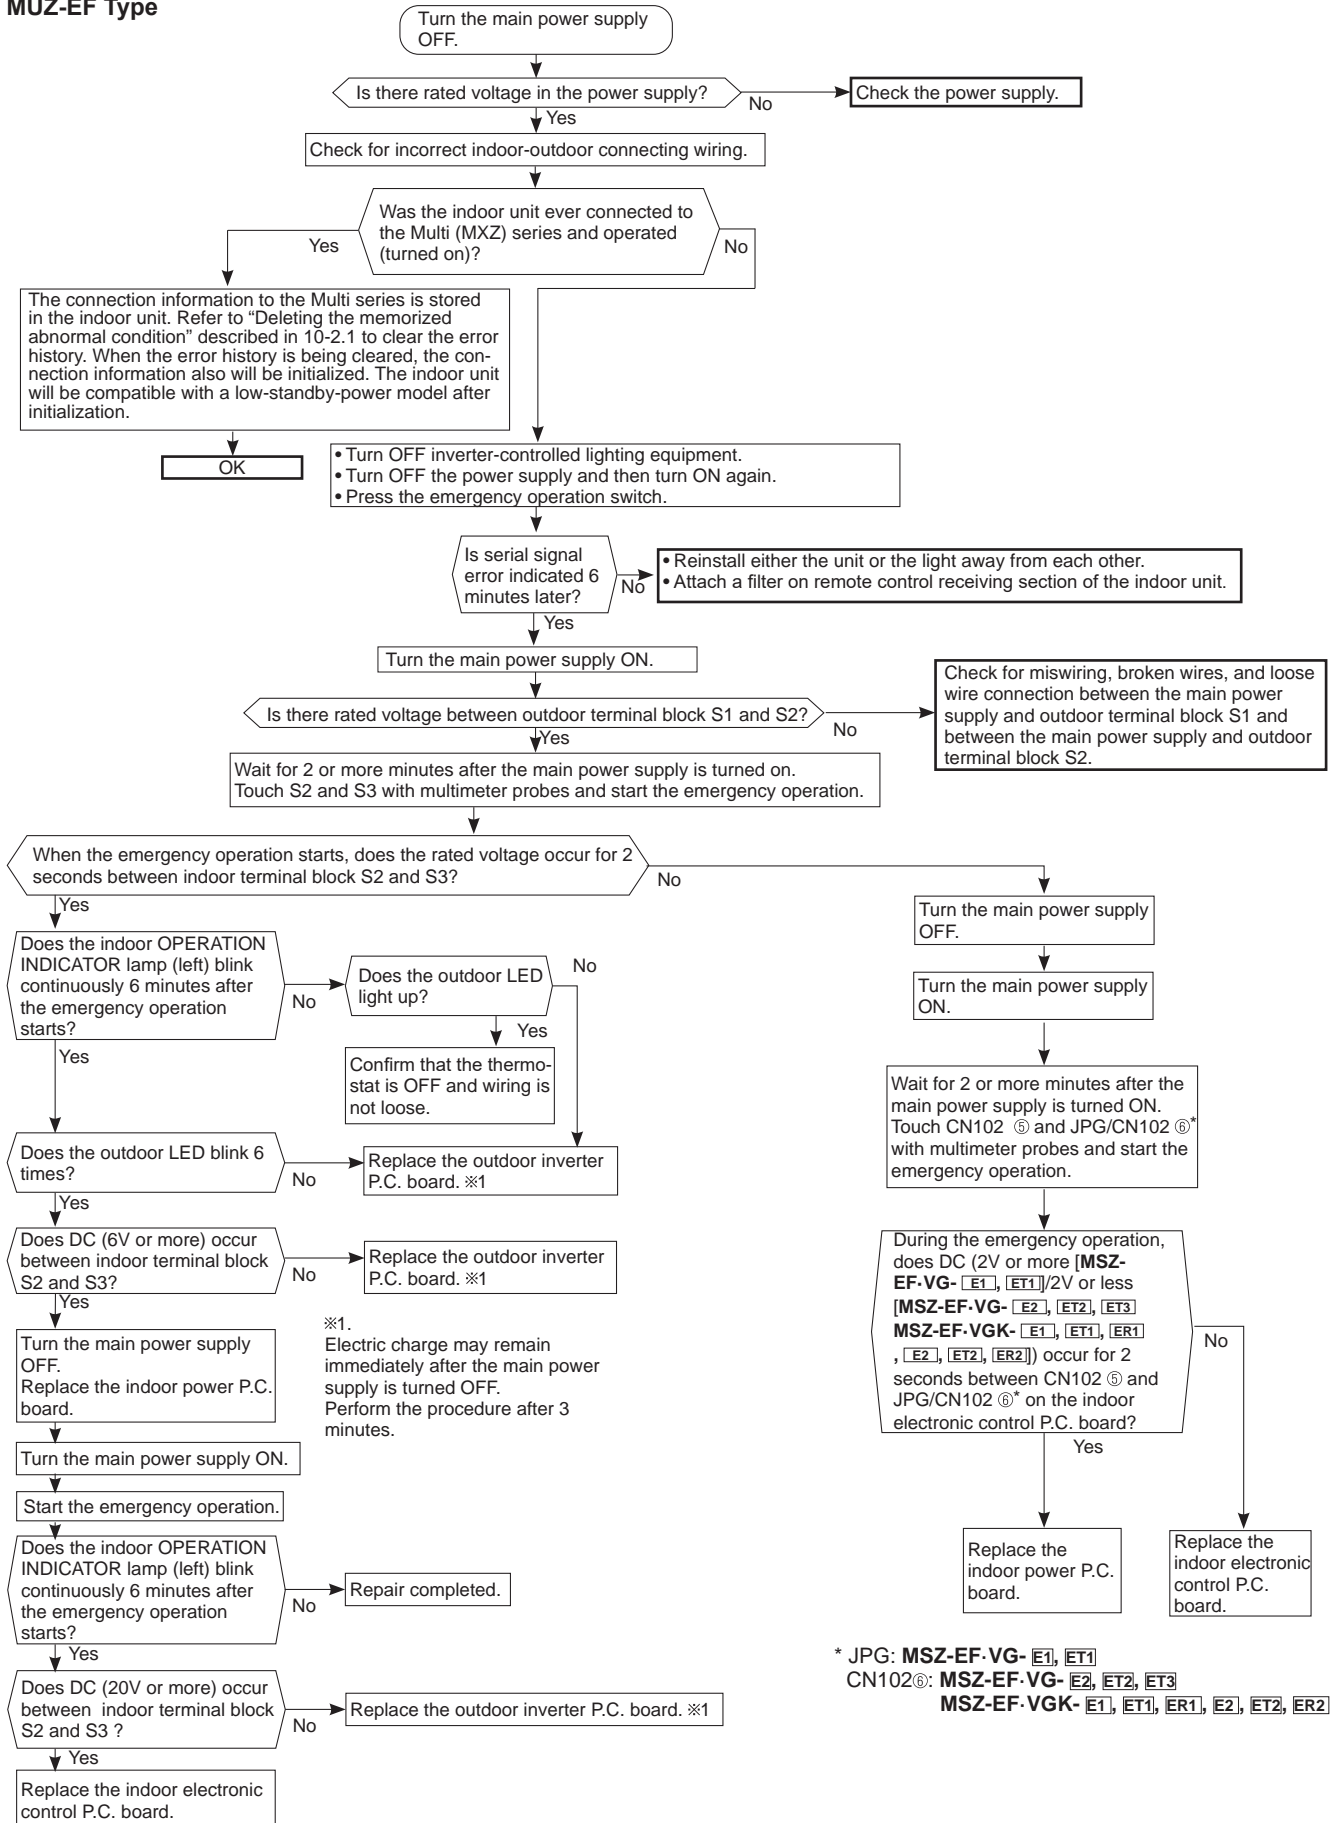 MUZ-EF Type
Turn the main power supply
OFF.
Is there rated voltage in the power supply?
No
Check the power supply.
Yes
Check for incorrect indoor-outdoor connecting wiring.
Was the indoor unit ever connected to
the Multi (MXZ) series and operated
(turned on)?
Yes
No
The connection information to the Multi series is stored
in the indoor unit. Refer to “Deleting the memorized
abnormal condition” described in 10-2.1 to clear the error
history. When the error history is being cleared, the con-
nection information also will be initialized. The indoor unit
will be compatible with a low-standby-power model after
initialization.
OK
• Turn OFF inverter-controlled lighting equipment.
• Turn OFF the power supply and then turn ON again.
• Press the emergency operation switch.
Is serial signal
error indicated 6
minutes later?
No
• Reinstall either the unit or the light away from each other.
• Attach a filter on remote control receiving section of the indoor unit.
Yes
Turn the main power supply ON.
Is there rated voltage between outdoor terminal block S1 and S2?
No
Check for miswiring, broken wires, and loose
wire connection between the main power
supply and outdoor terminal block S1 and
between the main power supply and outdoor
terminal block S2.
Yes
Wait for 2 or more minutes after the main power supply is turned on.
Touch S2 and S3 with multimeter probes and start the emergency operation.
When the emergency operation starts, does the rated voltage occur for 2
seconds between indoor terminal block S2 and S3?
No
Yes
Does the indoor OPERATION
INDICATOR lamp (left) blink
continuously 6 minutes after
the emergency operation
starts?
No
Does the outdoor LED
light up?
No
Yes
Confirm that the thermo-
stat is OFF and wiring is
not loose.
Yes
Does the outdoor LED blink 6
times?
No
Replace the outdoor inverter
P.C. board. ※1
Yes
Does DC (6V or more) occur
between indoor terminal block
S2 and S3?
No
Replace the outdoor inverter
P.C. board. ※1
Yes
Turn the main power supply
OFF.
Replace the indoor power P.C.
board.
※1.
Electric charge may remain
immediately after the main power
supply is turned OFF.
Perform the procedure after 3
minutes.
Turn the main power supply ON.
Start the emergency operation.
Does the indoor OPERATION
INDICATOR lamp (left) blink
continuously 6 minutes after
the emergency operation
starts?
No
Repair completed.
Yes
Does DC (20V or more) occur
between indoor terminal block
S2 and S3 ?
No
Replace the outdoor inverter P.C. board. ※1
Yes
Replace the indoor electronic
control P.C. board.
Turn the main power supply
OFF.
Turn the main power supply
ON.
Wait for 2 or more minutes after the
main power supply is turned ON.
Touch CN102 ⑤ and JPG/CN102 ⑥*
with multimeter probes and start the
emergency operation.
During the emergency operation,
does DC (2V or more [MSZ-
EF·VG- E1, ET1]/2V or less
[MSZ-EF·VG- E2, ET2, ET3
MSZ-EF·VGK- E1, ET1, ER1
, E2, ET2, ER2]) occur for 2
seconds between CN102 ⑤ and
JPG/CN102 ⑥* on the indoor
electronic control P.C. board?
No
Yes
Replace the
indoor power P.C.
board.
Replace the
indoor electronic
control P.C.
board.
* JPG: MSZ-EF·VG- E1, ET1
CN102⑥: MSZ-EF·VG- E2, ET2, ET3
MSZ-EF·VGK- E1, ET1, ER1, E2, ET2, ER2